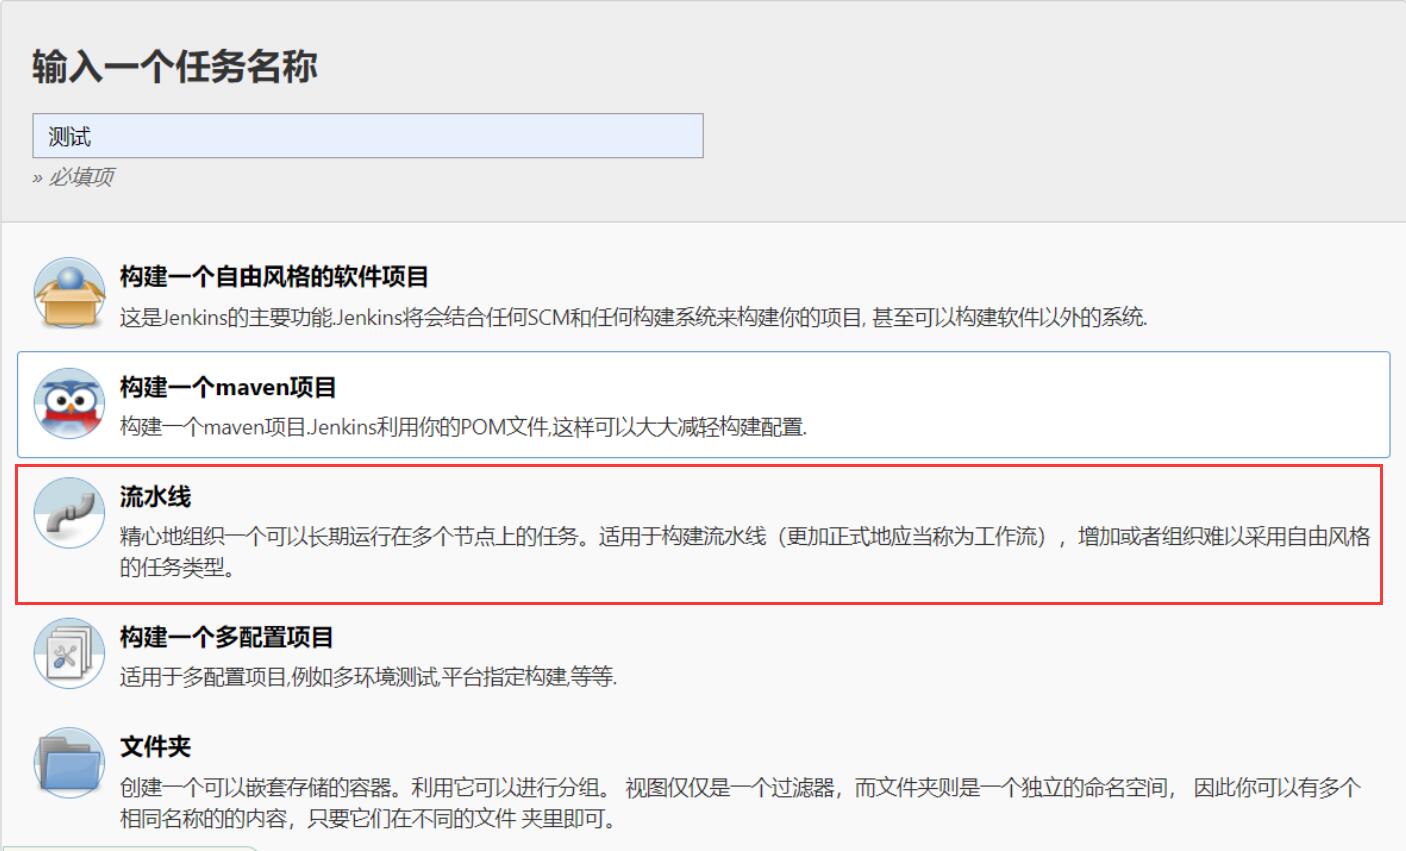 输入一个任务名称
测试
» 必填项
构建一个自由风格的软件项目
这是Jenkins的主要功能.Jenkins将会结合任何SCM和任何构建系统来构建你的项目, 甚至可以构建软件以外的系统.
构建一个maven项目
构建一个maven项目.Jenkins利用你的POM文件,这样可以大大减轻构建配置.
流水线
精心地组织一个可以长期运行在多个节点上的任务。适用于构建流水线（更加正式地应当称为工作流），增加或者组织难以采用自由风格
的任务类型。
构建一个多配置项目
适用于多配置项目,例如多环境测试,平台指定构建,等等.
文件夹
创建一个可以嵌套存储的容器。利用它可以进行分组。 视图仅仅是一个过滤器，而文件夹则是一个独立的命名空间， 因此你可以有多个
相同名称的的内容，只要它们在不同的文件 夹里即可。